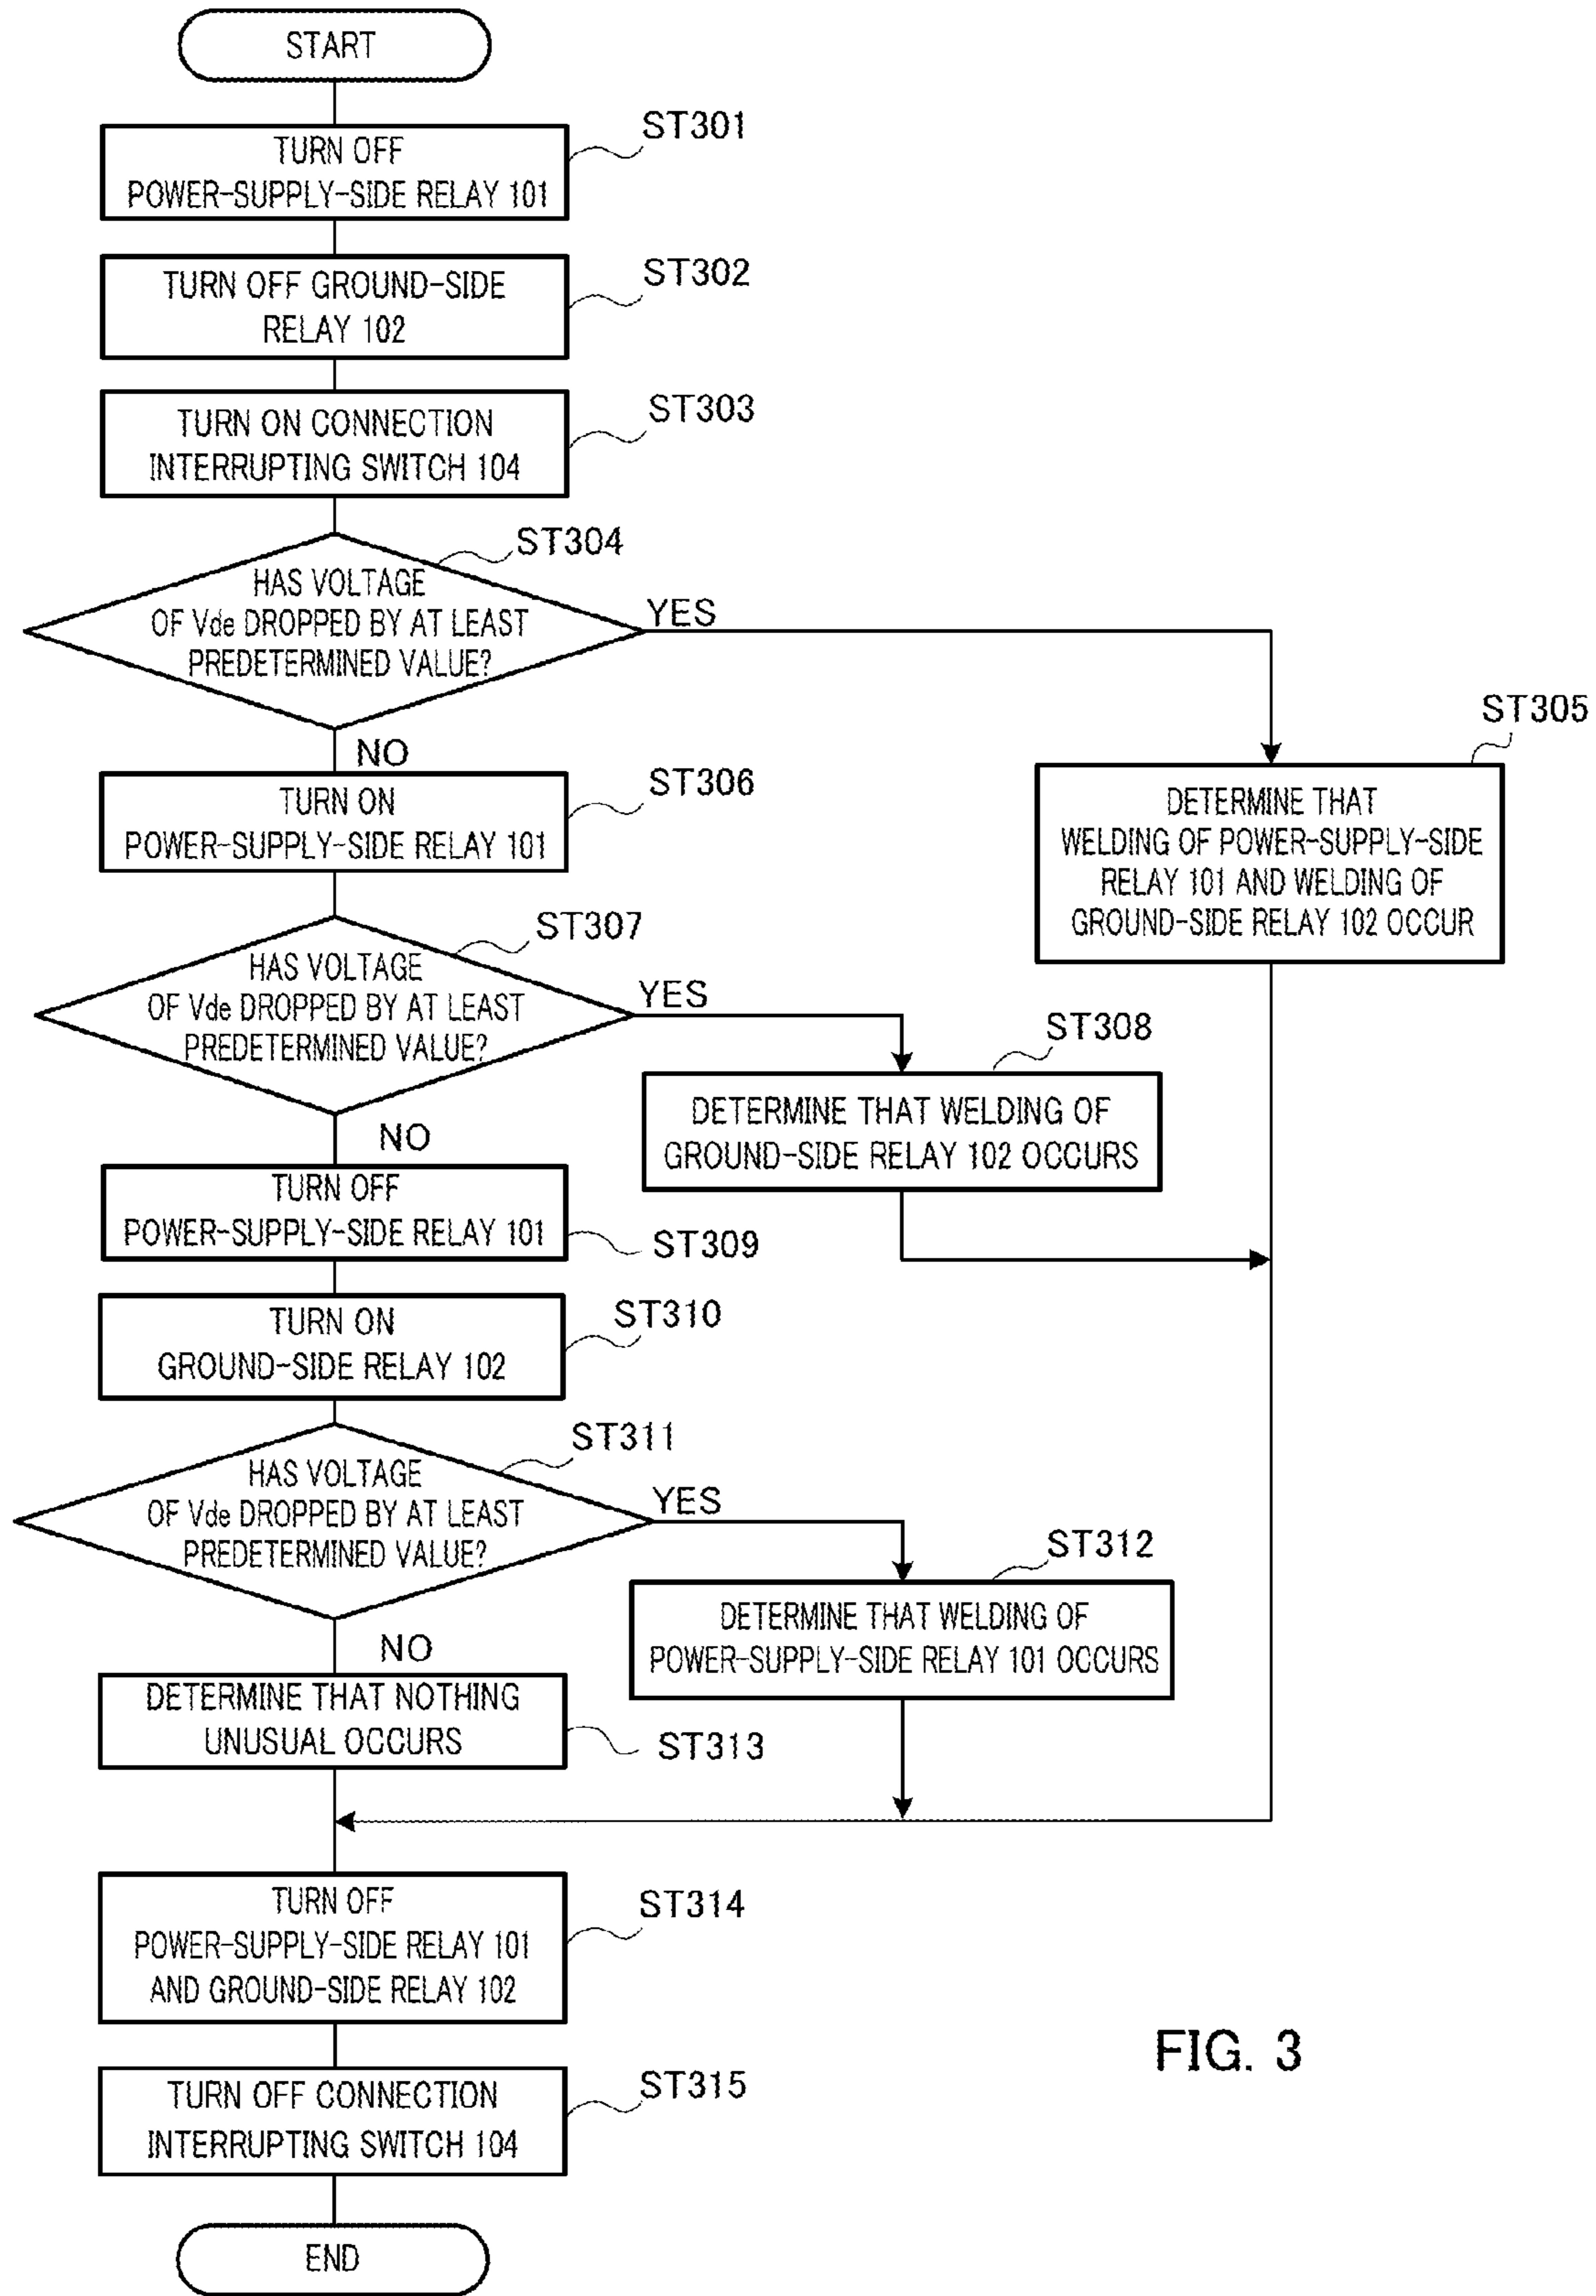 START
ST301
TURN OFF
POWER-SUPPLY-SIDE RELAY 101
ST302
TURN OFF GROUND-SIDE
RELAY 102
ST303
TURN ON CONNECTION
INTERRUPTING SWITCH 104
ST304
HAS VOLTAGE
OF Vde DROPPED BY AT LEAST
PREDETERMINED VALUE?
YES
NO
ST305
DETERMINE THAT
WELDING OF POWER-SUPPLY-SIDE
RELAY 101 AND WELDING OF
GROUND-SIDE RELAY 102 OCCUR
ST306
TURN ON
POWER-SUPPLY-SIDE RELAY 101
ST307
HAS VOLTAGE
OF Vde DROPPED BY AT LEAST
PREDETERMINED VALUE?
YES
NO
ST308
DETERMINE THAT WELDING OF
GROUND-SIDE RELAY 102 OCCURS
TURN OFF
POWER-SUPPLY-SIDE RELAY 101
ST309
ST310
TURN ON
GROUND-SIDE RELAY 102
ST311
HAS VOLTAGE
OF Vde DROPPED BY AT LEAST
PREDETERMINED VALUE?
YES
NO
ST312
DETERMINE THAT WELDING OF
POWER-SUPPLY-SIDE RELAY 101 OCCURS
DETERMINE THAT NOTHING
UNUSUAL OCCURS
ST313
ST314
TURN OFF
POWER-SUPPLY-SIDE RELAY 101
AND GROUND-SIDE RELAY 102
ST315
TURN OFF CONNECTION
INTERRUPTING SWITCH 104
END
FIG. 3